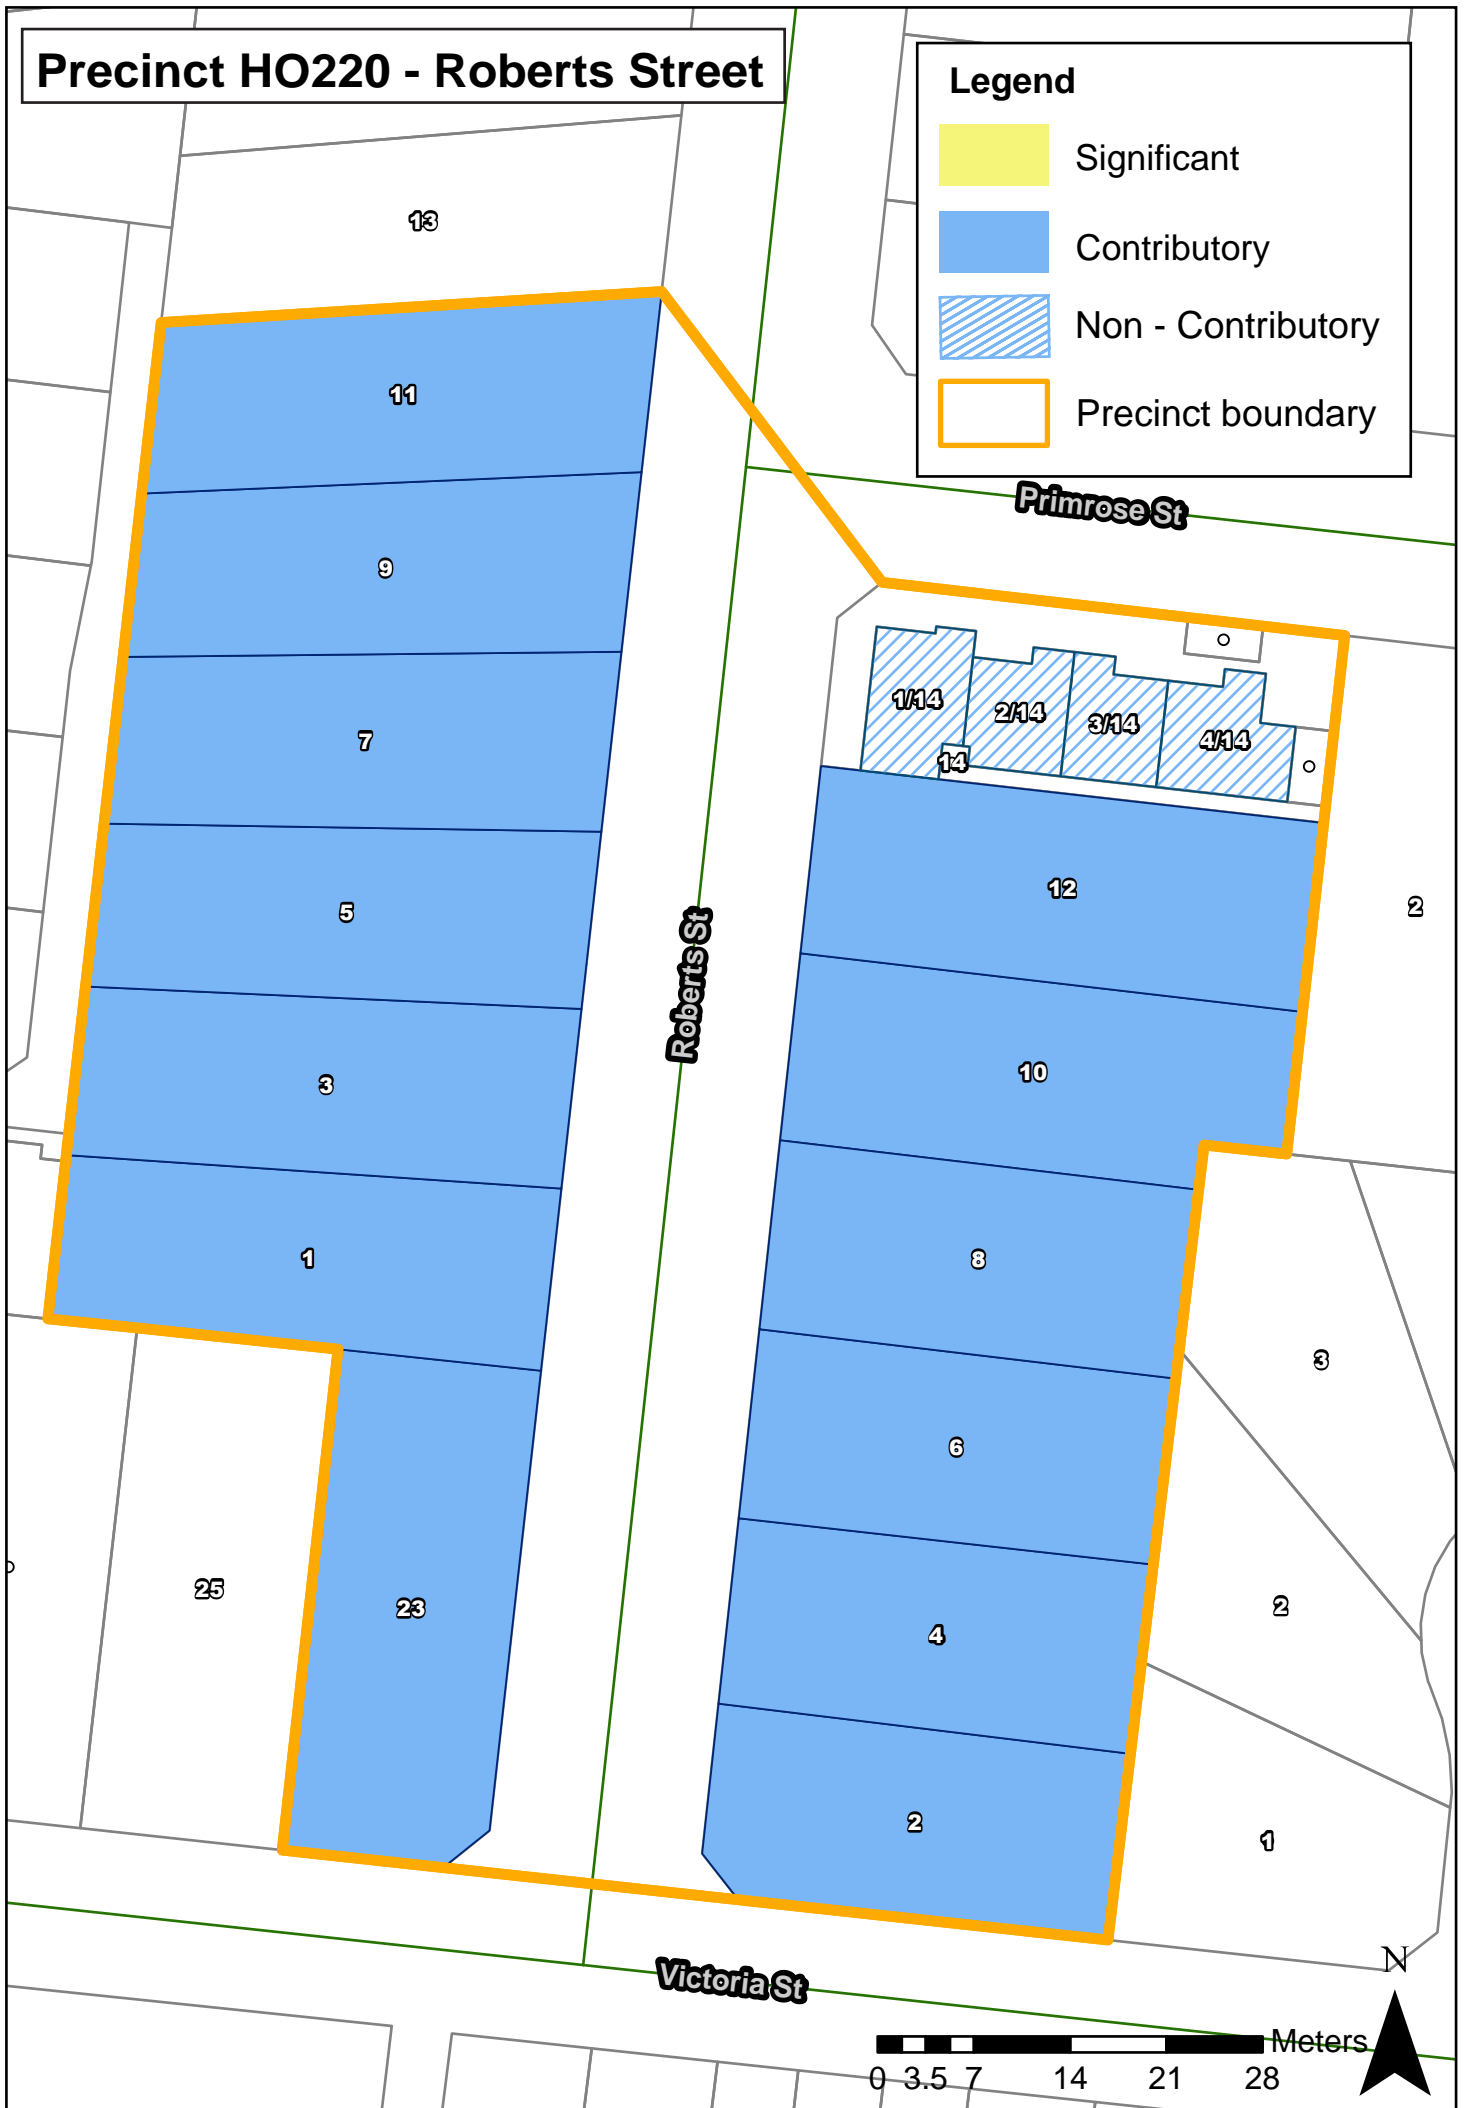 Precinct HO220 - Roberts Street
Legend
Significant
Contributory
Non - Contributory
Precinct boundary
13
11
9
7
5
3
1
25
23
Primrose St
Roberts St
1/14
2/14
3/14
4/14
14
12
2
10
8
3
6
2
4
2
1
Victoria St
N
Meters
0 3.5 7 14 21 28